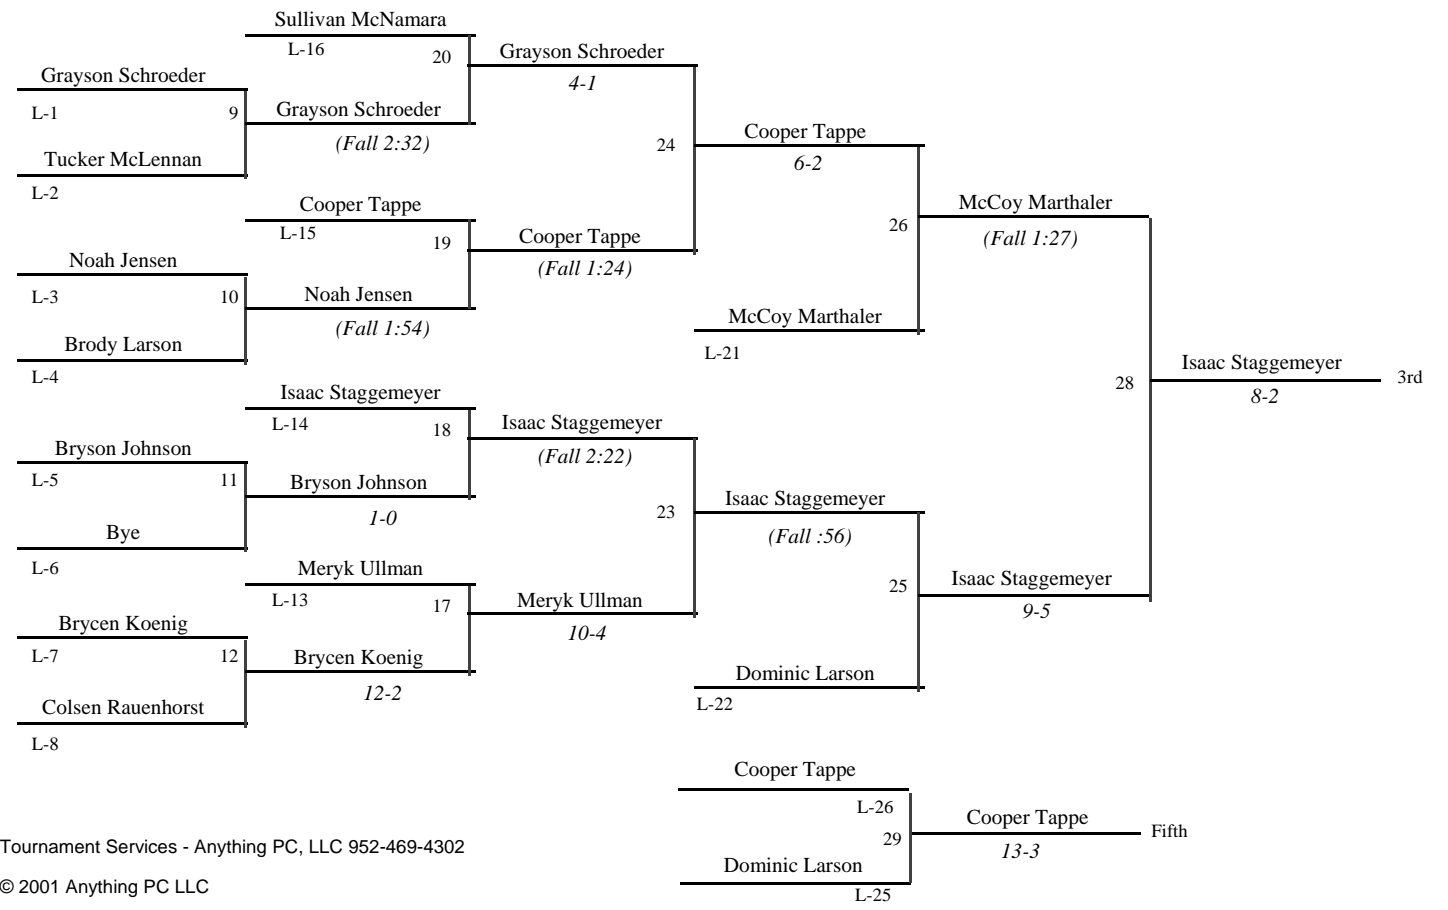 Sullivan McNamara
L-16
20
Grayson Schroeder
4-1
Grayson Schroeder
L-1
9
Grayson Schroeder
(Fall 2:32)
24
Cooper Tappe
6-2
Tucker McLennan
L-2
Cooper Tappe
L-15
19
Cooper Tappe
(Fall 1:24)
26
McCoy Marthaler
(Fall 1:27)
Noah Jensen
L-3
10
Noah Jensen
(Fall 1:54)
McCoy Marthaler
L-21
Brody Larson
L-4
28
Isaac Staggemeyer
8-2
3rd
Isaac Staggemeyer
L-14
18
Isaac Staggemeyer
(Fall 2:22)
Bryson Johnson
L-5
11
Bryson Johnson
1-0
23
Isaac Staggemeyer
(Fall :56)
Bye
L-6
Meryk Ullman
L-13
17
Meryk Ullman
10-4
25
Isaac Staggemeyer
9-5
Brycen Koenig
L-7
12
Brycen Koenig
12-2
Dominic Larson
L-22
Colsen Rauenhorst
L-8
Cooper Tappe
L-26
29
Cooper Tappe
13-3
Fifth
Dominic Larson
L-25
Tournament Services - Anything PC, LLC 952-469-4302
© 2001 Anything PC LLC